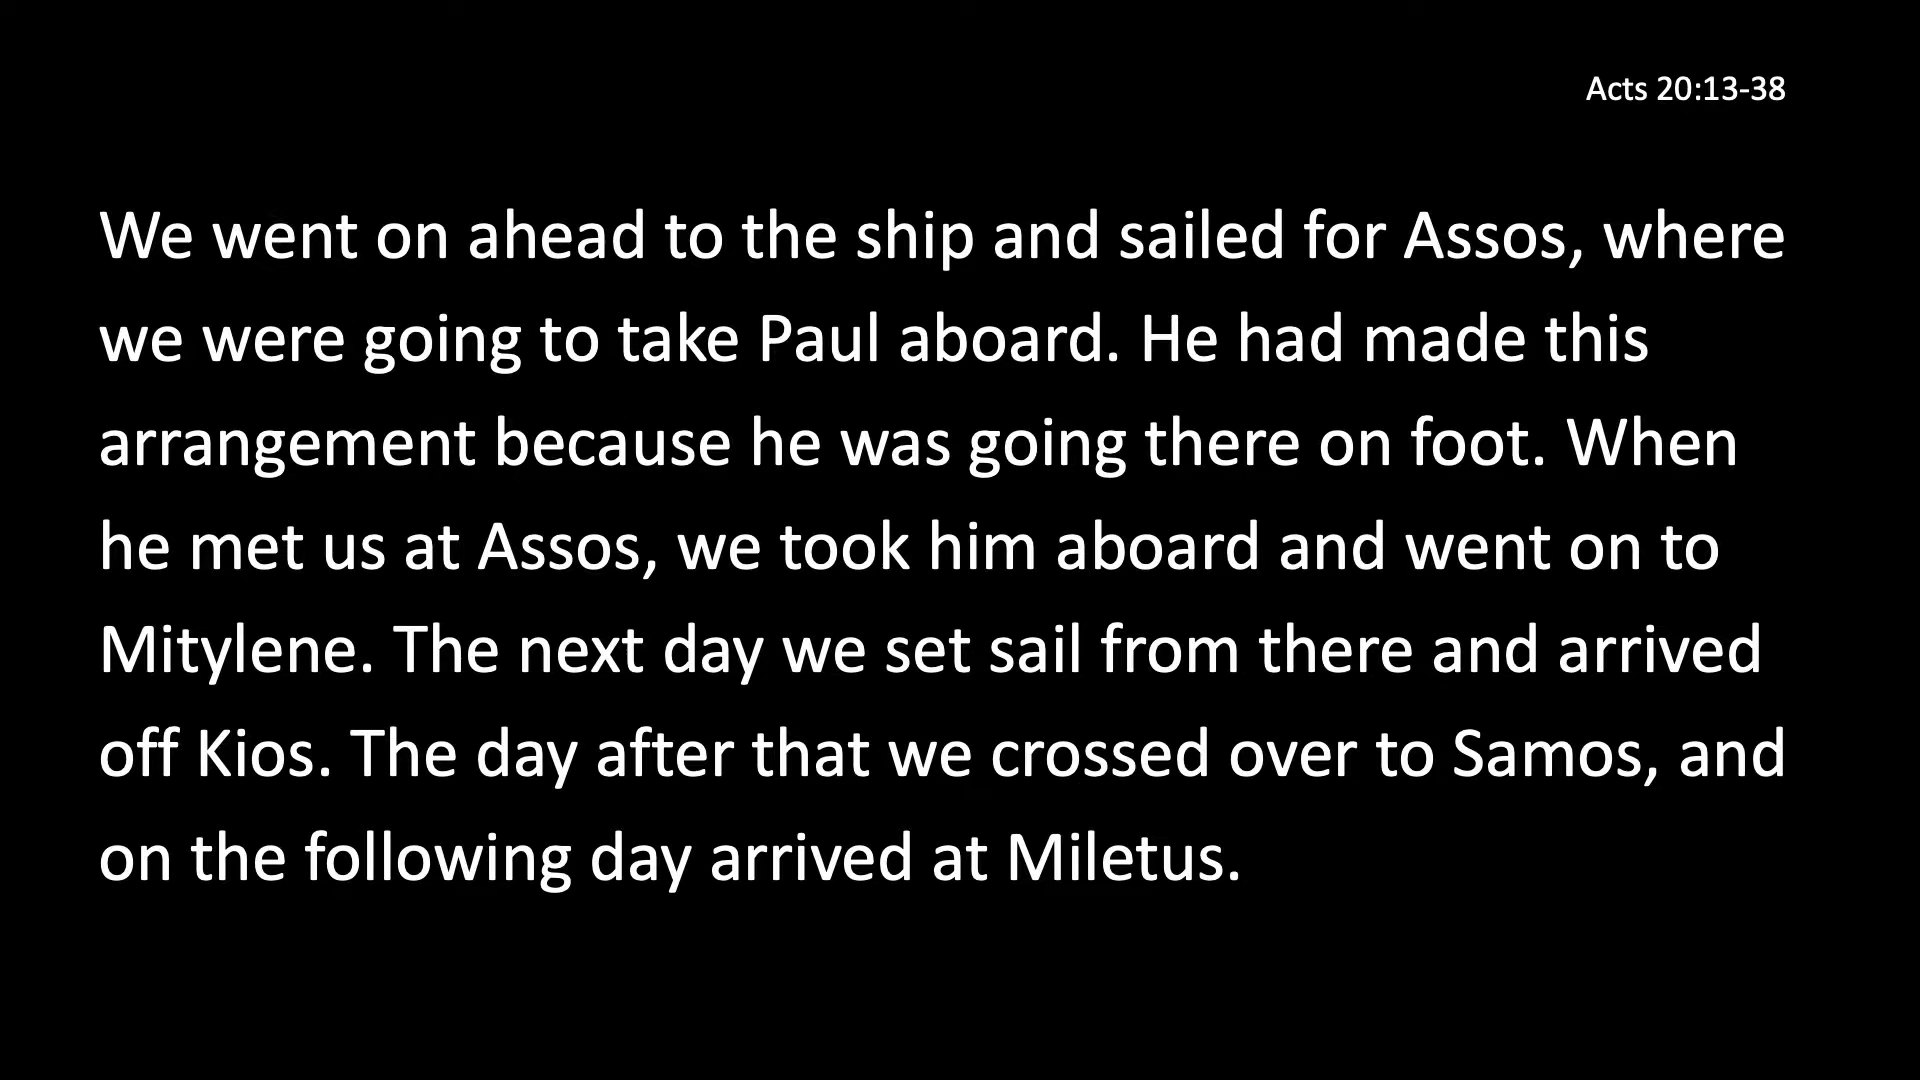 Acts 20:13-38
We went on ahead to the ship and sailed for Assos, where
we were going to take Paul aboard. He had made this
arrangement because he was going there on foot. When
he met us at Assos, we took him aboard and went on to
Mitylene. The next day we set sail from there and arrived
off Kios. The day after that we crossed over to Samos, and
on the following day arrived at Miletus.